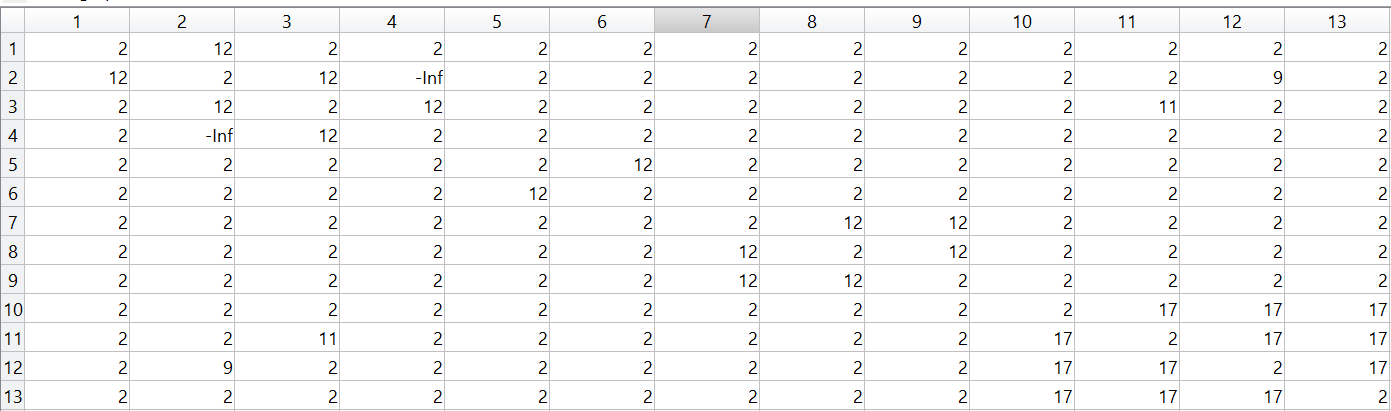 1 2 3 4 5 6 7 8 9 10 11 12 13
1 2 12 2 2 2 2 2 2 2 2 2 2 2
2 12 2 12 -Inf 2 2 2 2 2 2 2 9 2
3 2 12 2 12 2 2 2 2 2 2 11 2 2
4 2 -Inf 12 2 2 2 2 2 2 2 2 2 2
5 2 2 2 2 2 12 2 2 2 2 2 2 2
6 2 2 2 2 12 2 2 2 2 2 2 2 2
7 2 2 2 2 2 2 2 12 12 2 2 2 2
8 2 2 2 2 2 2 12 2 12 2 2 2 2
9 2 2 2 2 2 2 12 12 2 2 2 2 2
10 2 2 2 2 2 2 2 2 2 2 17 17 17
11 2 2 11 2 2 2 2 2 2 17 2 17 17
12 2 9 2 2 2 2 2 2 2 17 17 2 17
13 2 2 2 2 2 2 2 2 2 17 17 17 2